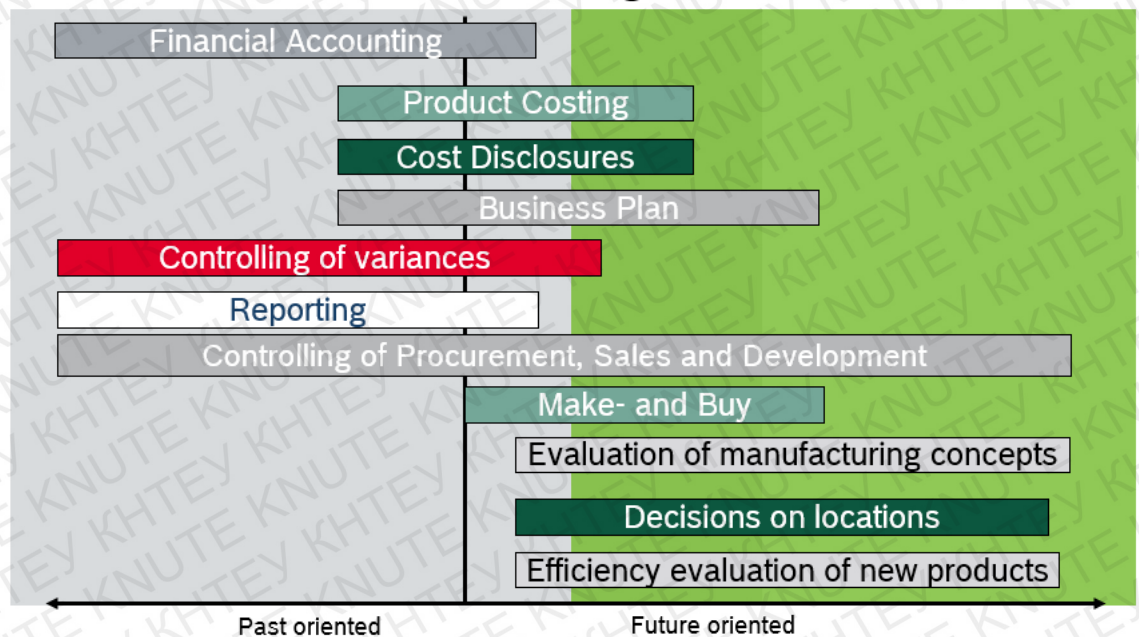 Financial Accounting
Product Costing
Cost Disclosures
Business Plan
Controlling of variances
Reporting
Controlling of Procurement, Sales and Development
Make- and Buy
Evaluation of manufacturing concepts
Decisions on locations
Efficiency evaluation of new products
Past oriented
Future oriented